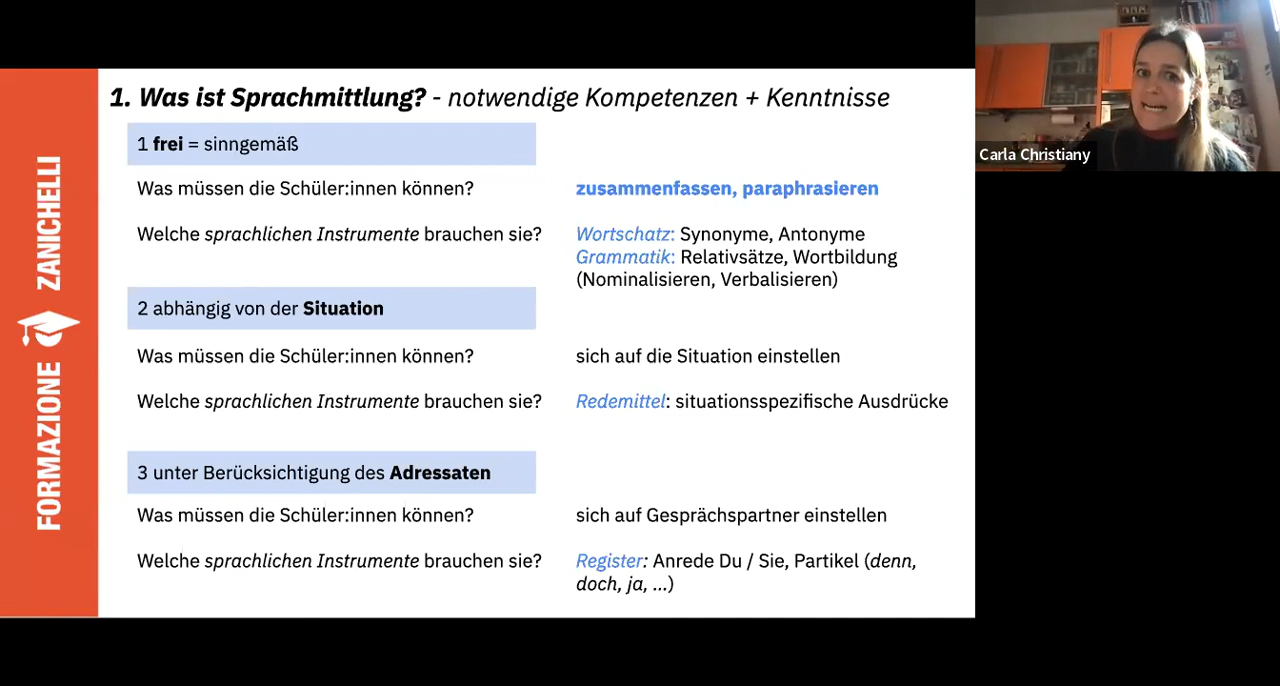 1. Was ist Sprachmittlung? - notwendige Kompetenzen + Kenntnisse
1 frei = sinngemäß
Was müssen die Schüler:innen können?
zusammenfassen, paraphrasieren
Welche sprachlichen Instrumente brauchen sie?
Wortschatz: Synonyme, Antonyme
Grammatik: Relativsätze, Wortbildung
(Nominalisieren, Verbalisieren)
2 abhängig von der Situation
Was müssen die Schüler:innen können?
sich auf die Situation einstellen
Welche sprachlichen Instrumente brauchen sie?
Redemittel: situationsspezifische Ausdrücke
3 unter Berücksichtigung des Adressaten
Was müssen die Schüler:innen können?
sich auf Gesprächspartner einstellen
Welche sprachlichen Instrumente brauchen sie?
Register: Anrede Du / Sie, Partikel (denn,
doch, ja, ...)
FORMAZIONE ZANICHELLI
Carla Christiany